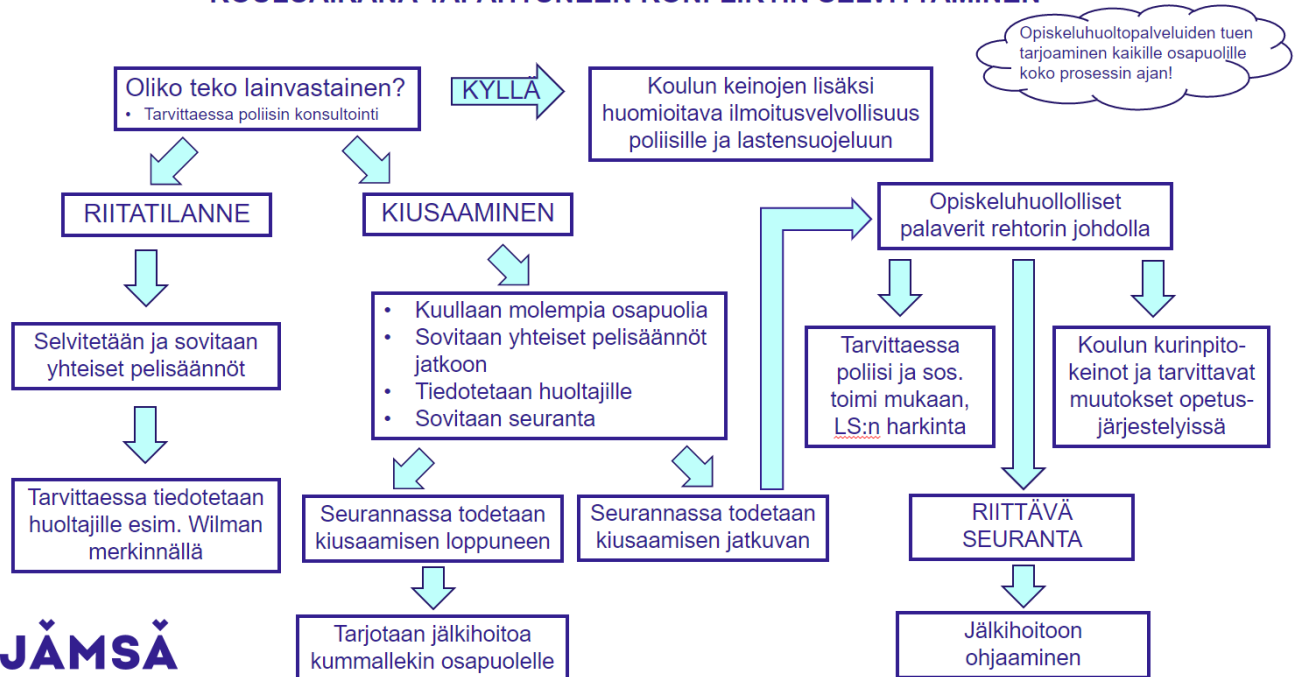 KOULUAIKANA TAPAHTUNEEN KONFLIKTIN SELVITTÄMINEN
Opiskeluhuoltopalveluiden tuen
tarjoaminen kaikille osapuolille
koko prosessin ajan!
Oliko teko lainvastainen?
• Tarvittaessa poliisin konsultointi
KYLLÄ
Koulun keinojen lisäksi
huomioitava ilmoitusvelvollisuus
poliisille ja lastensuojeluun
RIITATILANNE
KIUSAAMINEN
Opiskeluhuollolliset
palaverit rehtorin johdolla
Selvitetään ja sovitaan
yhteiset pelisäännöt
• Kuullaan molempia osapuolia
• Sovitaan yhteiset pelisäännöt
jatkoon
• Tiedotetaan huoltajille
• Sovitaan seuranta
Tarvittaessa
poliisi ja sos.
toimi mukaan,
LS:n harkinta
Koulun kurinpito-
keinot ja tarvittavat
muutokset opetus-
järjestelyissä
Tarvittaessa tiedotetaan
huoltajille esim. Wilman
merkinnällä
Seurannassa todetaan
kiusaamisen loppuneen
Seurannassa todetaan
kiusaamisen jatkuvan
RIITTÄVÄ
SEURANTA
Tarjotaan jälkihoitoa
kummallekin osapuolelle
Jälkihoitoon
ohjaaminen
JÄMSÄ